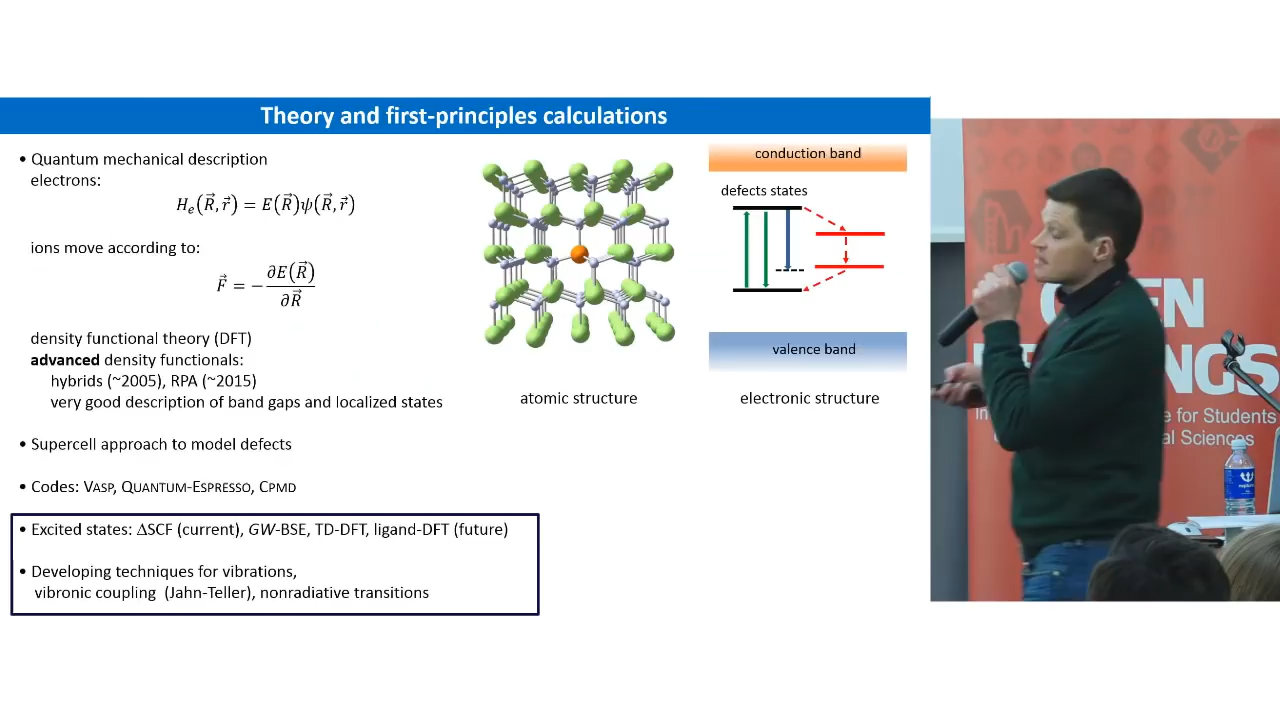 Theory and first-principles calculations
• Quantum mechanical description
electrons:
H_e(R⃗, r⃗) = E(R⃗)ψ(R⃗, r⃗)
ions move according to:
F⃗ = − ∂E(R⃗) / ∂R⃗
density functional theory (DFT)
advanced density functionals:
hybrids (~2005), RPA (~2015)
very good description of band gaps and localized states
• Supercell approach to model defects
• Codes: VASP, QUANTUM-ESPRESSO, CPMD
• Excited states: ΔSCF (current), GW-BSE, TD-DFT, ligand-DFT (future)
• Developing techniques for vibrations,
vibronic coupling (Jahn-Teller), nonradiative transitions
atomic structure
conduction band
defects states
valence band
electronic structure
for Students
Sciences